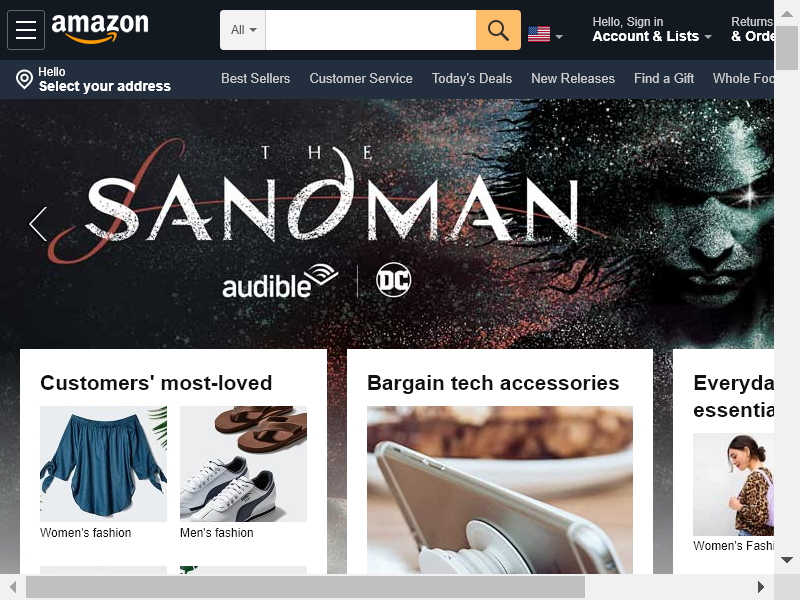 amazon
All
Hello, Sign in
Account & Lists
Returns
& Orde
Hello
Select your address
Best Sellers
Customer Service
Today's Deals
New Releases
Find a Gift
Whole Foo
THE
SANDMAN
audible
DC
Customers' most-loved
Women's fashion
Men's fashion
Bargain tech accessories
Everyda
essentia
Women's Fashi